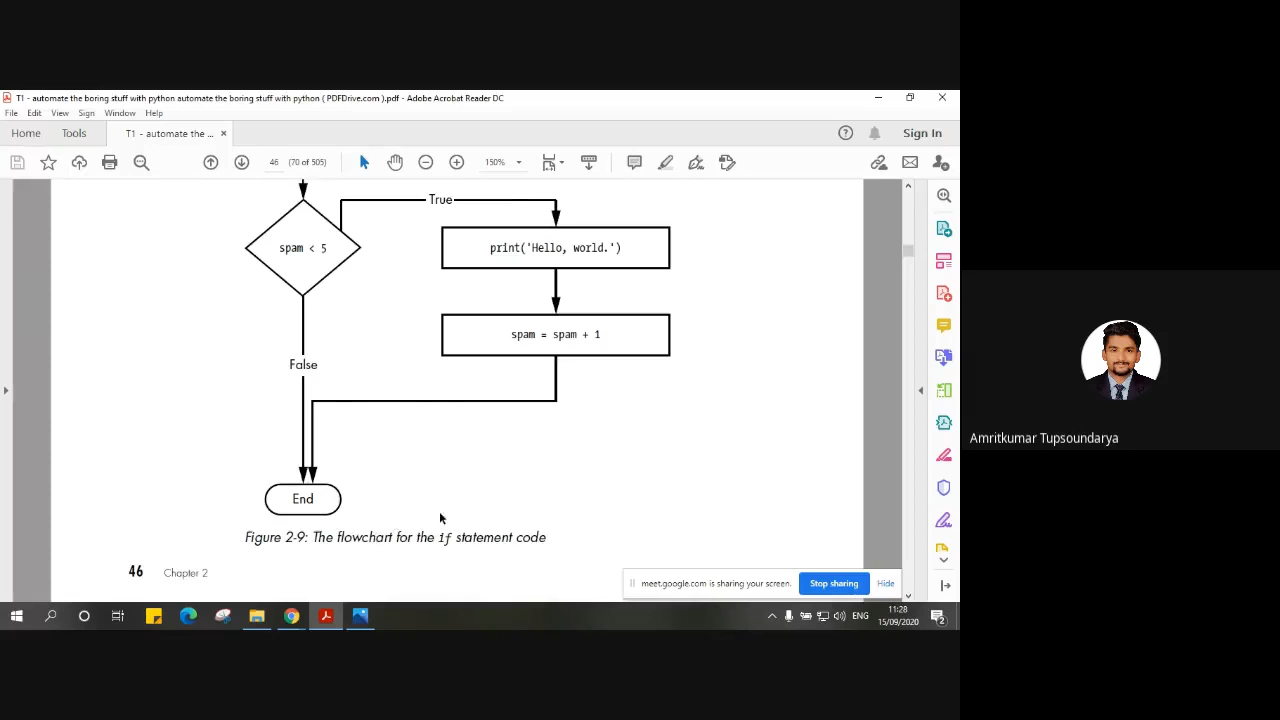 T1 - automate the boring stuff with python automate the boring stuff with python ( PDFDrive.com ).pdf - Adobe Acrobat Reader DC
File Edit View Sign Window Help
Home Tools T1 - automate the ... × Sign In
46 (70 of 505) 150%
True
spam < 5
print('Hello, world.')
spam = spam + 1
False
End
Figure 2-9: The flowchart for the if statement code
46 Chapter 2
meet.google.com is sharing your screen. Stop sharing Hide
ENG
11:28
15/09/2020
2
Amritkumar Tupsoundarya